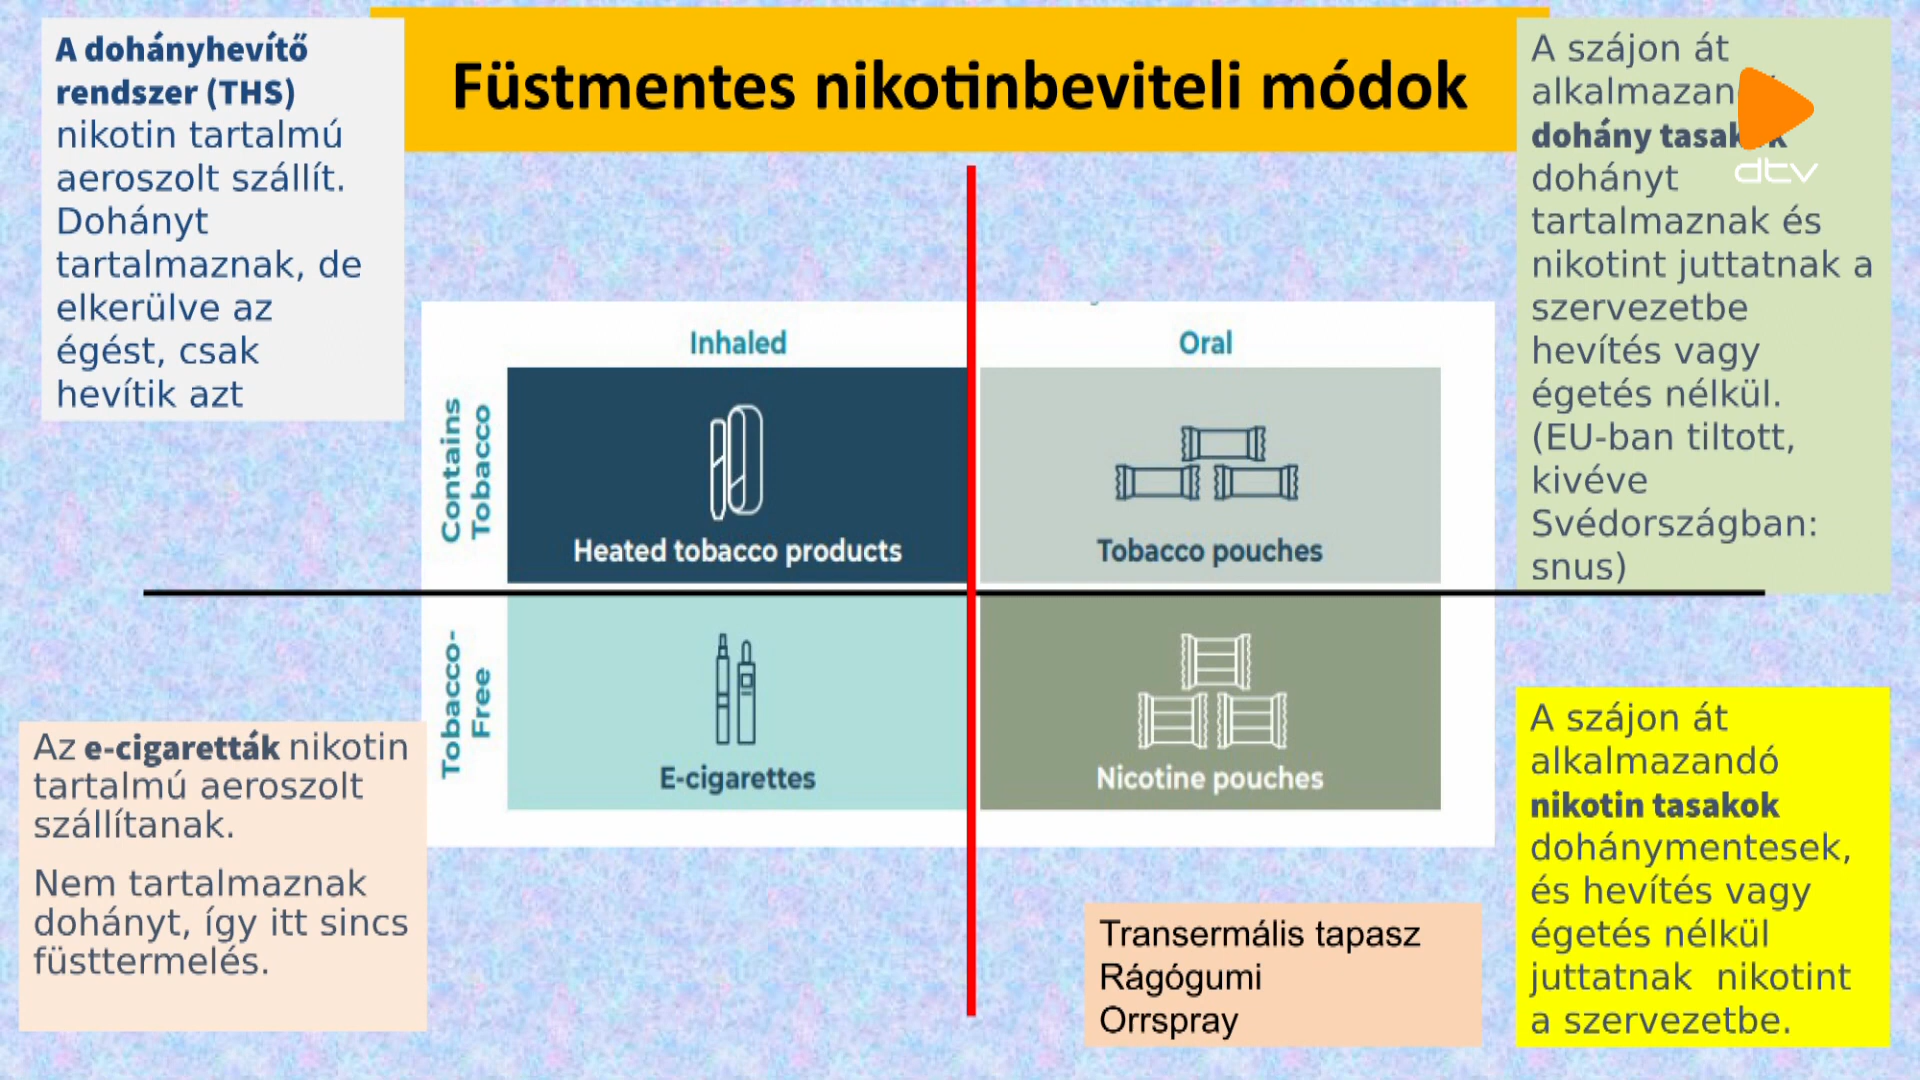 Füstmentes nikotinbeviteli módok
A dohányhevítő
rendszer (THS)
nikotin tartalmú
aeroszolt szállít.
Dohányt
tartalmaznak, de
elkerülve az
égést, csak
hevítik azt
A szájon át
dohány
dohányt
tartalmaznak és
nikotint juttatnak a
szervezetbe
hevítés vagy
égetés nélkül.
(EU-ban tiltott,
kivéve
Svédországban:
snus)
dtv
Inhaled
Oral
Contains
Tobacco
Heated tobacco products
Tobacco pouches
Tobacco-
Free
E-cigarettes
Nicotine pouches
Az e-cigaretták nikotin
tartalmú aeroszolt
szállítanak.
Nem tartalmaznak
dohányt, így itt sincs
füsttermelés.
Transermális tapasz
Rágógumi
Orrspray
A szájon át
alkalmazandó
nikotin tasakok
dohánymentesek,
és hevítés vagy
égetés nélkül
juttatnak nikotint
a szervezetbe.